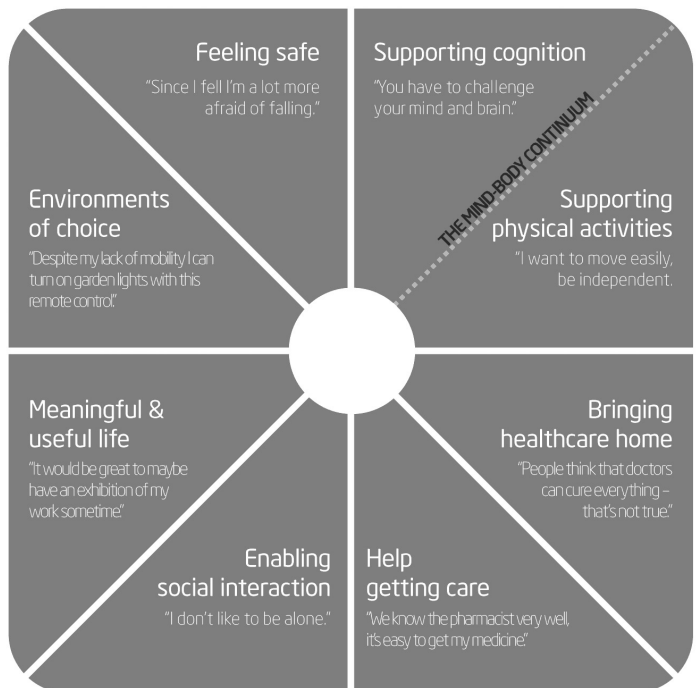 Feeling safe
"Since I fell I'm a lot more
afraid of falling."
Supporting cognition
"You have to challenge
your mind and brain."
THE MIND-BODY CONTINUUM
Supporting
physical activities
"I want to move easily,
be independent.
Environments
of choice
"Despite my lack of mobility I can
turn on garden lights with this
remote control."
Meaningful &
useful life
"It would be great to maybe
have an exhibition of my
work sometime."
Bringing
healthcare home
"People think that doctors
can cure everything –
that's not true."
Enabling
social interaction
"I don't like to be alone."
Help
getting care
"We know the pharmacist very well,
it's easy to get my medicine."